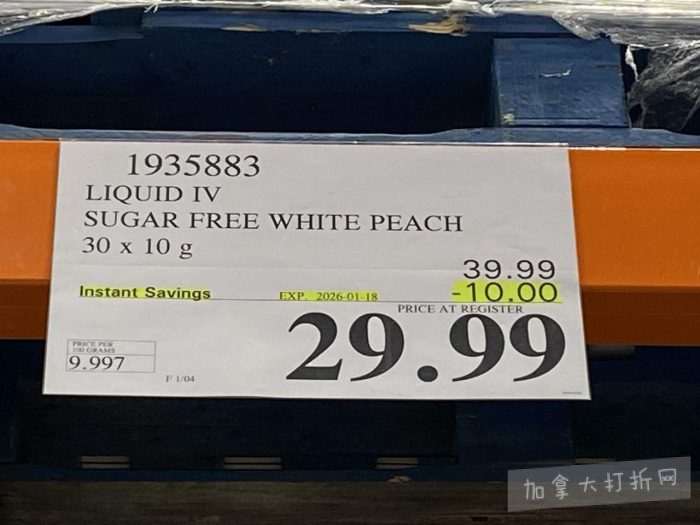 1935883
LIQUID IV
SUGAR FREE WHITE PEACH
30 x 10 g
39.99
Instant Savings EXP. 2026-01-18 -10.00
PRICE AT REGISTER
29.99
PRICE PER
100 GRAMS
9.997
F 1/04
加拿大打折网